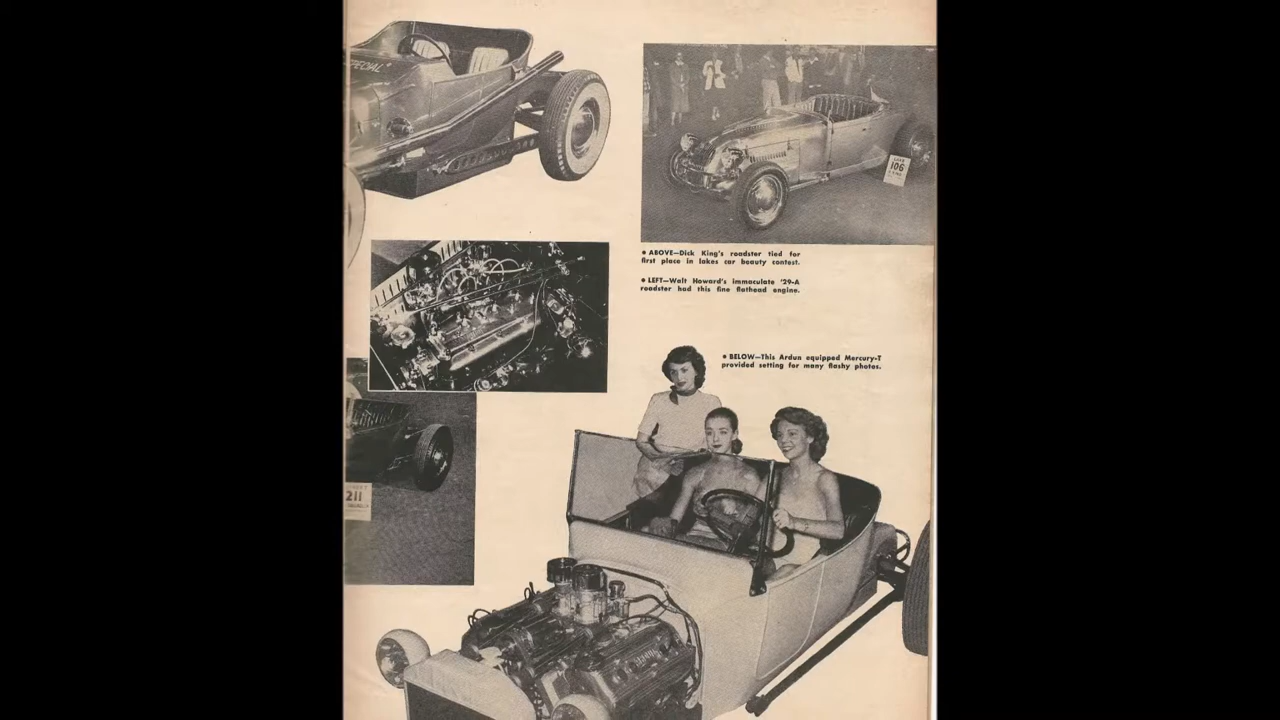 SPECIAL"
106
● ABOVE—Dick King's roadster tied for
first place in lakes car beauty contest.
● LEFT—Walt Howard's immaculate '29-A
roadster had this fine flathead engine.
● BELOW—This Ardun equipped Mercury-T
provided setting for many flashy photos.
211